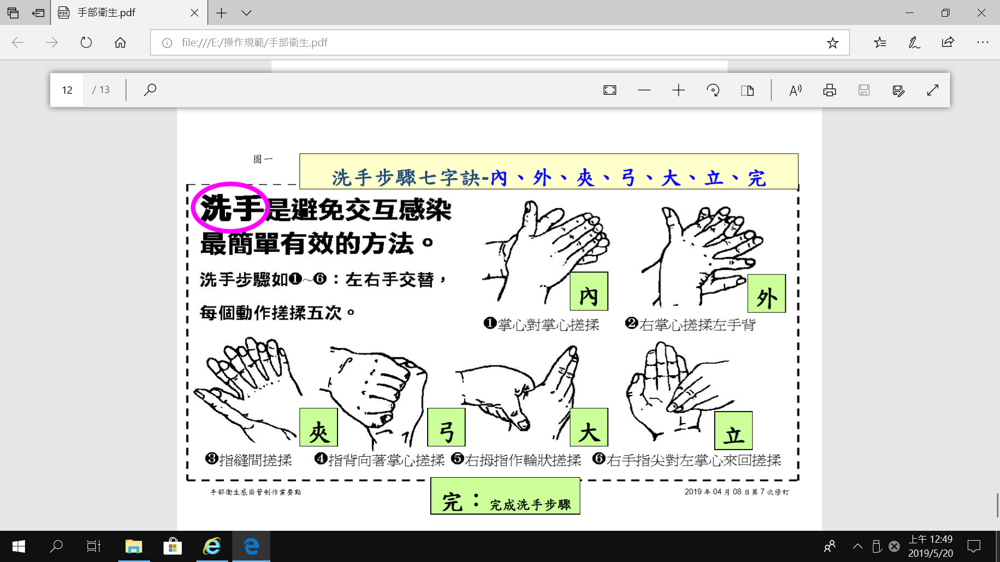 手部衛生.pdf
file:///E:/操作規範/手部衛生.pdf
12 / 13
圖一
洗手步驟七字訣-內、外、夾、弓、大、立、完
洗手是避免交互感染
最簡單有效的方法。
洗手步驟如❶~❻：左右手交替，
每個動作搓揉五次。
內
外
❶掌心對掌心搓揉
❷右掌心搓揉左手背
夾
弓
大
立
❸指縫間搓揉
❹指背向著掌心搓揉
❺右拇指作輪狀搓揉
❻右手指尖對左掌心來回搓揉
手部衛生感染管制作業要點
完：完成洗手步驟
2019 年 04 月 08 日第 7 次修訂
上午 12:49
2019/5/20